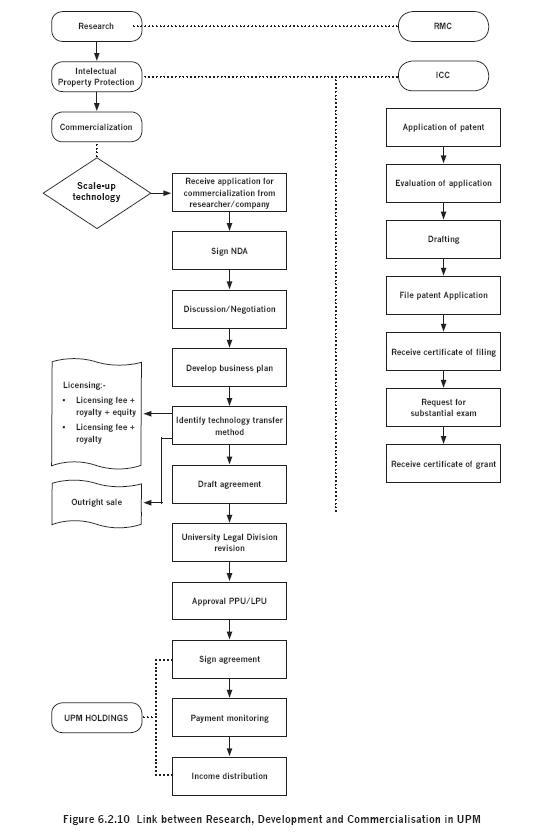 Research
RMC
Intelectual
Property Protection
ICC
Commercialization
Scale-up
technology
Receive application for
commercialization from
researcher/company
Sign NDA
Discussion/Negotiation
Develop business plan
Identify technology transfer
method
Licensing:-
• Licensing fee +
royalty + equity
• Licensing fee +
royalty
Outright sale
Draft agreement
University Legal Division
revision
Approval PPU/LPU
Sign agreement
UPM HOLDINGS
Payment monitoring
Income distribution
Application of patent
Evaluation of application
Drafting
File patent Application
Receive certificate of filing
Request for
substantial exam
Receive certificate of grant
Figure 6.2.10 Link between Research, Development and Commercialisation in UPM